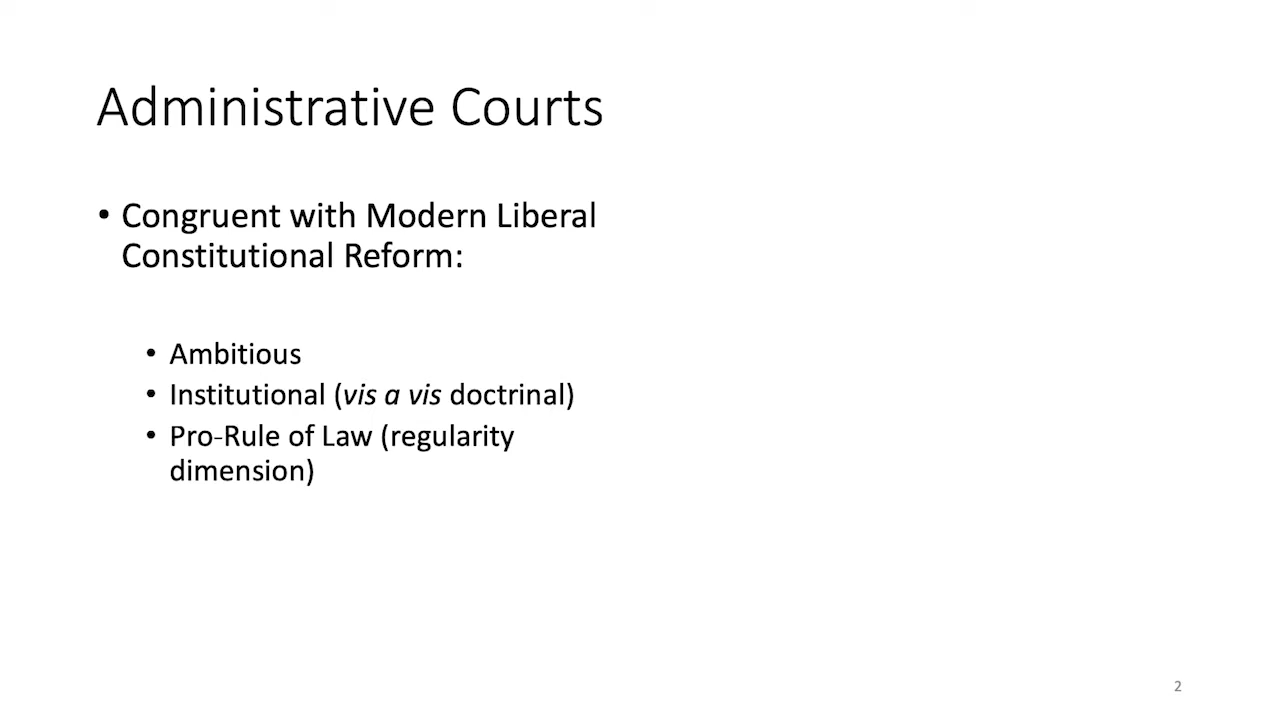 Administrative Courts
• Congruent with Modern Liberal
Constitutional Reform:
• Ambitious
• Institutional (vis a vis doctrinal)
• Pro-Rule of Law (regularity
dimension)
2